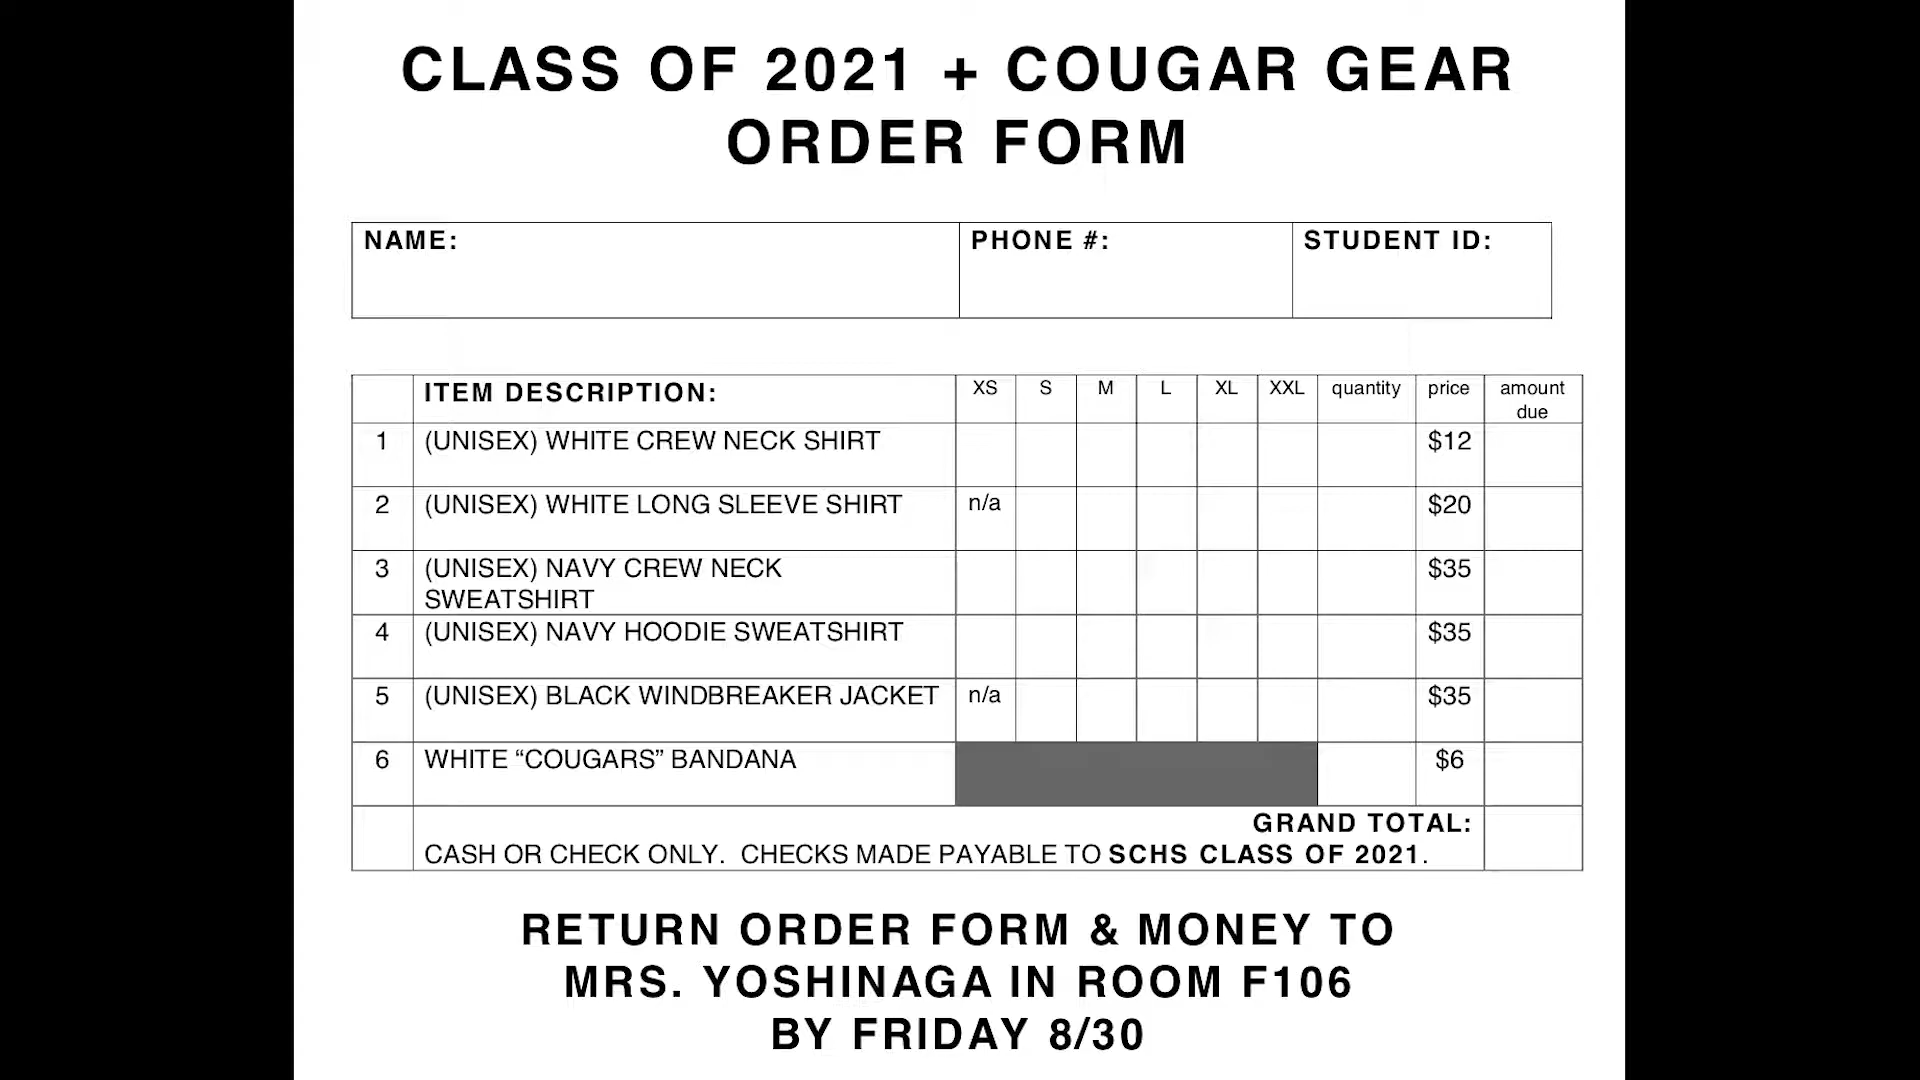 CLASS OF 2021 + COUGAR GEAR
ORDER FORM
NAME: PHONE #: STUDENT ID:
ITEM DESCRIPTION: XS S M L XL XXL quantity price amount due
1 (UNISEX) WHITE CREW NECK SHIRT $12
2 (UNISEX) WHITE LONG SLEEVE SHIRT n/a $20
3 (UNISEX) NAVY CREW NECK $35
SWEATSHIRT
4 (UNISEX) NAVY HOODIE SWEATSHIRT $35
5 (UNISEX) BLACK WINDBREAKER JACKET n/a $35
6 WHITE “COUGARS” BANDANA $6
GRAND TOTAL:
CASH OR CHECK ONLY. CHECKS MADE PAYABLE TO SCHS CLASS OF 2021.
RETURN ORDER FORM & MONEY TO
MRS. YOSHINAGA IN ROOM F106
BY FRIDAY 8/30